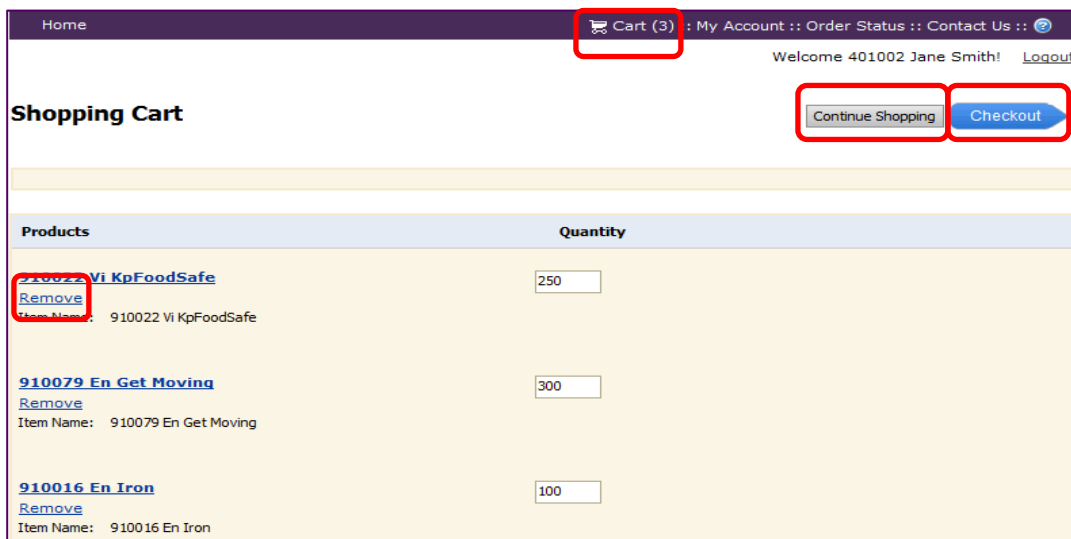 Home Cart (3) :: My Account :: Order Status :: Contact Us :: ?
Welcome 401002 Jane Smith! Logout
Shopping Cart Continue Shopping Checkout
Products Quantity
910022 Vi KpFoodSafe 250
Remove
Item Name: 910022 Vi KpFoodSafe
910079 En Get Moving 300
Remove
Item Name: 910079 En Get Moving
910016 En Iron 100
Remove
Item Name: 910016 En Iron